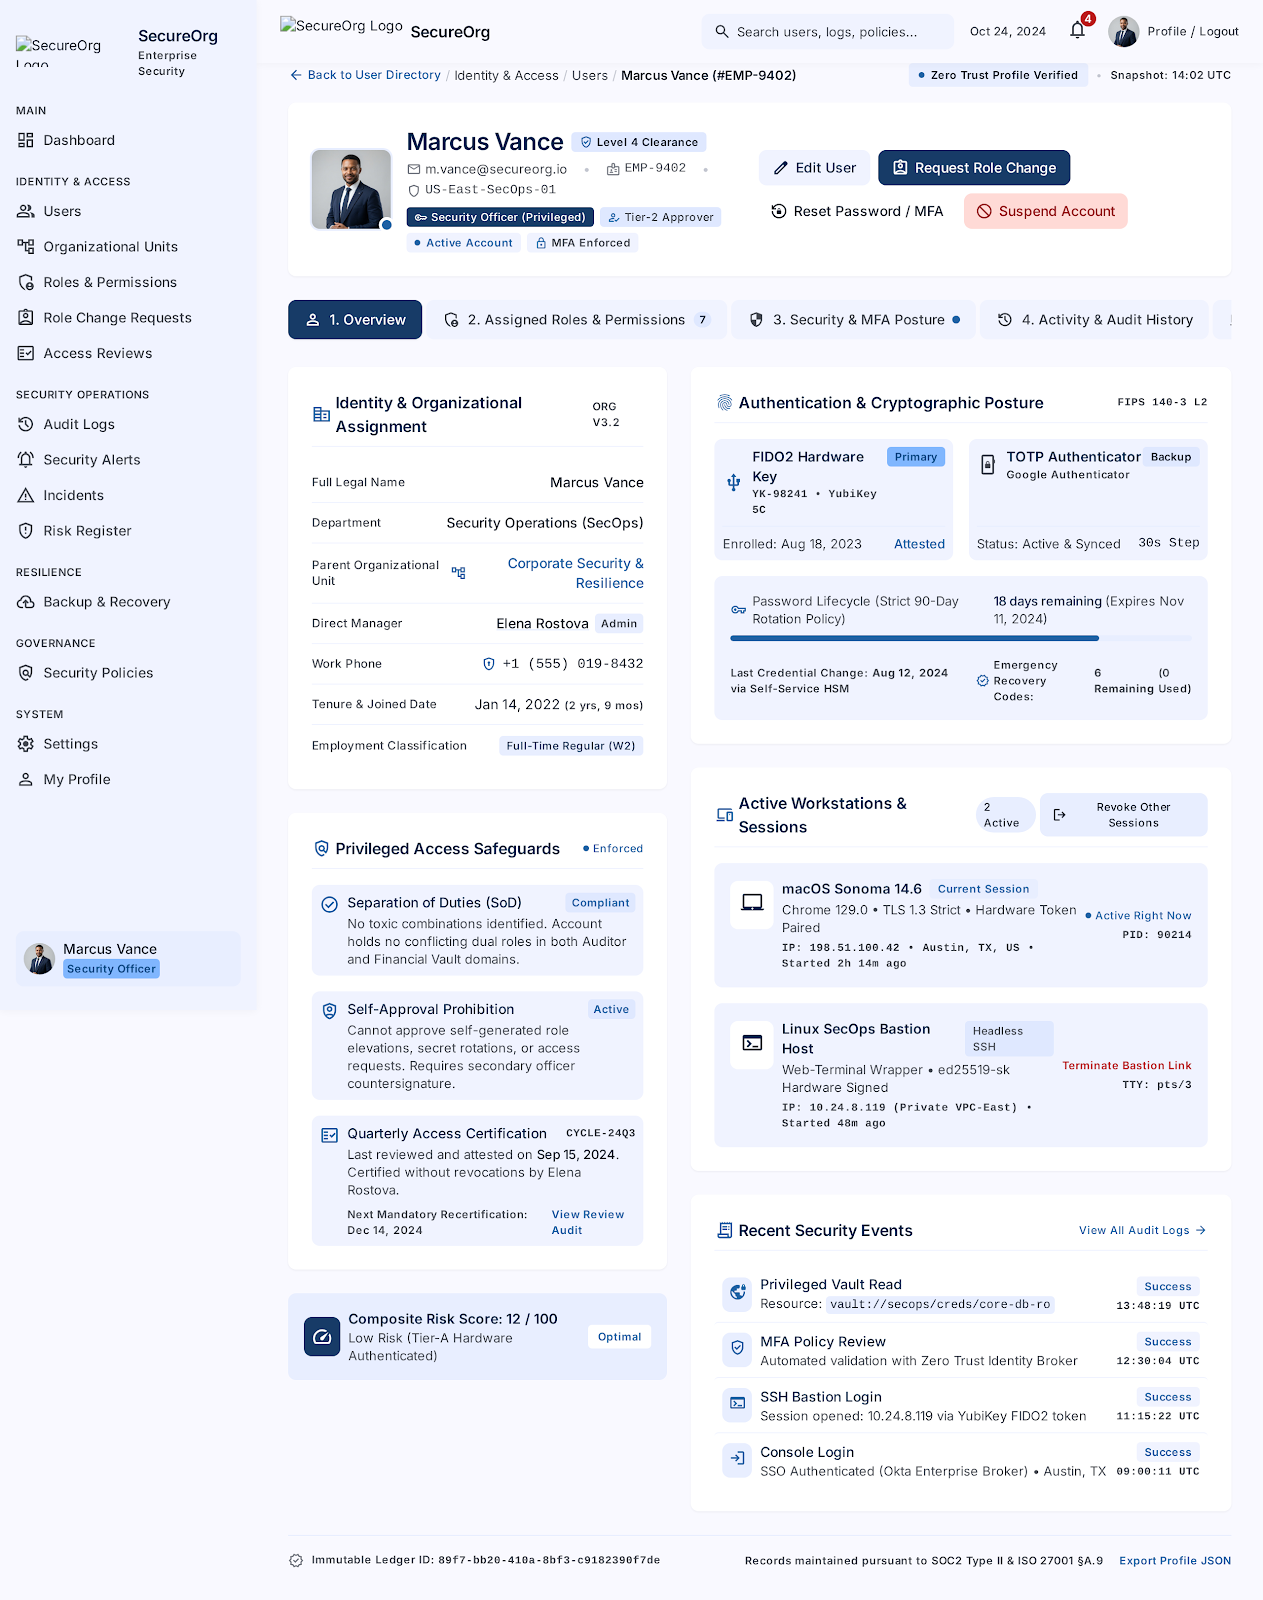 SecureOrg Logo
SecureOrg
Enterprise
Security
MAIN
Dashboard
IDENTITY & ACCESS
Users
Organizational Units
Roles & Permissions
Role Change Requests
Access Reviews
SECURITY OPERATIONS
Audit Logs
Security Alerts
Incidents
Risk Register
RESILIENCE
Backup & Recovery
GOVERNANCE
Security Policies
SYSTEM
Settings
My Profile
Marcus Vance
Security Officer
SecureOrg Logo
SecureOrg
Search users, logs, policies...
Oct 24, 2024
4
Profile / Logout
Back to User Directory / Identity & Access / Users / Marcus Vance (#EMP-9402)
Zero Trust Profile Verified • Snapshot: 14:02 UTC
Marcus Vance
Level 4 Clearance
m.vance@secureorg.io • EMP-9402 •
US-East-SecOps-01
Security Officer (Privileged)
Tier-2 Approver
Active Account
MFA Enforced
Edit User
Request Role Change
Reset Password / MFA
Suspend Account
1. Overview
2. Assigned Roles & Permissions 7
3. Security & MFA Posture
4. Activity & Audit History
Identity & Organizational
Assignment
ORG
V3.2
Full Legal Name
Marcus Vance
Department
Security Operations (SecOps)
Parent Organizational
Unit
Corporate Security &
Resilience
Direct Manager
Elena Rostova Admin
Work Phone
+1 (555) 019-8432
Tenure & Joined Date
Jan 14, 2022 (2 yrs, 9 mos)
Employment Classification
Full-Time Regular (W2)
Privileged Access Safeguards
Enforced
Separation of Duties (SoD)
Compliant
No toxic combinations identified. Account
holds no conflicting dual roles in both Auditor
and Financial Vault domains.
Self-Approval Prohibition
Active
Cannot approve self-generated role
elevations, secret rotations, or access
requests. Requires secondary officer
countersignature.
Quarterly Access Certification
CYCLE-24Q3
Last reviewed and attested on Sep 15, 2024.
Certified without revocations by Elena
Rostova.
Next Mandatory Recertification:
Dec 14, 2024
View Review
Audit
Composite Risk Score: 12 / 100
Low Risk (Tier-A Hardware
Authenticated)
Optimal
Authentication & Cryptographic Posture
FIPS 140-3 L2
FIDO2 Hardware
Key
Primary
YK-98241 • YubiKey
5C
Enrolled: Aug 18, 2023
Attested
TOTP Authenticator
Backup
Google Authenticator
Status: Active & Synced
30s Step
Password Lifecycle (Strict 90-Day
Rotation Policy)
18 days remaining (Expires Nov
11, 2024)
Last Credential Change: Aug 12, 2024
via Self-Service HSM
Emergency
Recovery
Codes:
6
Remaining
(0
Used)
Active Workstations &
Sessions
2
Active
Revoke Other
Sessions
macOS Sonoma 14.6
Current Session
Chrome 129.0 • TLS 1.3 Strict • Hardware Token
Paired
IP: 198.51.100.42 • Austin, TX, US •
Started 2h 14m ago
Active Right Now
PID: 90214
Linux SecOps Bastion
Host
Headless
SSH
Web-Terminal Wrapper • ed25519-sk
Hardware Signed
IP: 10.24.8.119 (Private VPC-East) •
Started 48m ago
Terminate Bastion Link
TTY: pts/3
Recent Security Events
View All Audit Logs
Privileged Vault Read
Success
Resource: vault://secops/creds/core-db-ro
13:48:19 UTC
MFA Policy Review
Success
Automated validation with Zero Trust Identity Broker
12:30:04 UTC
SSH Bastion Login
Success
Session opened: 10.24.8.119 via YubiKey FIDO2 token
11:15:22 UTC
Console Login
Success
SSO Authenticated (Okta Enterprise Broker) • Austin, TX
09:00:11 UTC
Immutable Ledger ID: 89f7-bb20-410a-8bf3-c9182390f7de
Records maintained pursuant to SOC2 Type II & ISO 27001 §A.9
Export Profile JSON